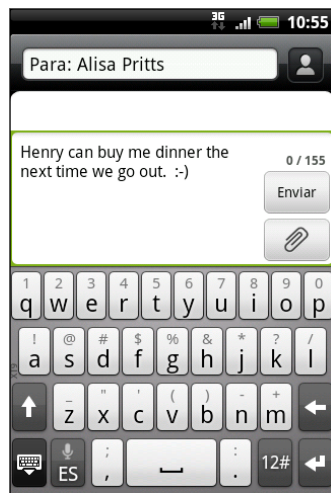 3G 10:55
Para: Alisa Pritts
Henry can buy me dinner the
next time we go out. :-)
0 / 155
Enviar
1 2 3 4 5 6 7 8 9 0
q w e r t y u i o p
! @ # $ % & * ? /
a s d f g h j k l
_ " ' ( ) - +
z x c v b n m
ES ; , : . 12#